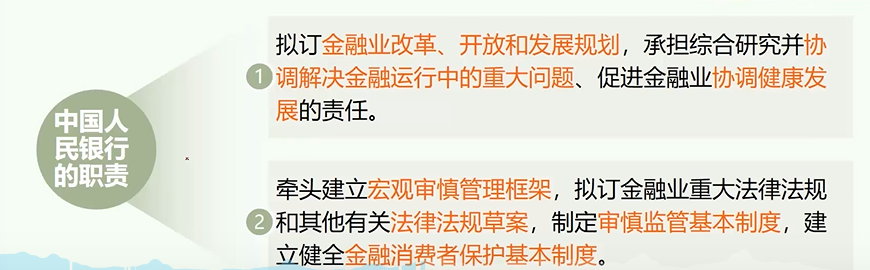 中国人
民银行
的职责
1
拟订金融业改革、开放和发展规划，承担综合研究并协
调解决金融运行中的重大问题、促进金融业协调健康发
展的责任。
2
牵头建立宏观审慎管理框架，拟订金融业重大法律法规
和其他有关法律法规草案，制定审慎监管基本制度，建
立健全金融消费者保护基本制度。